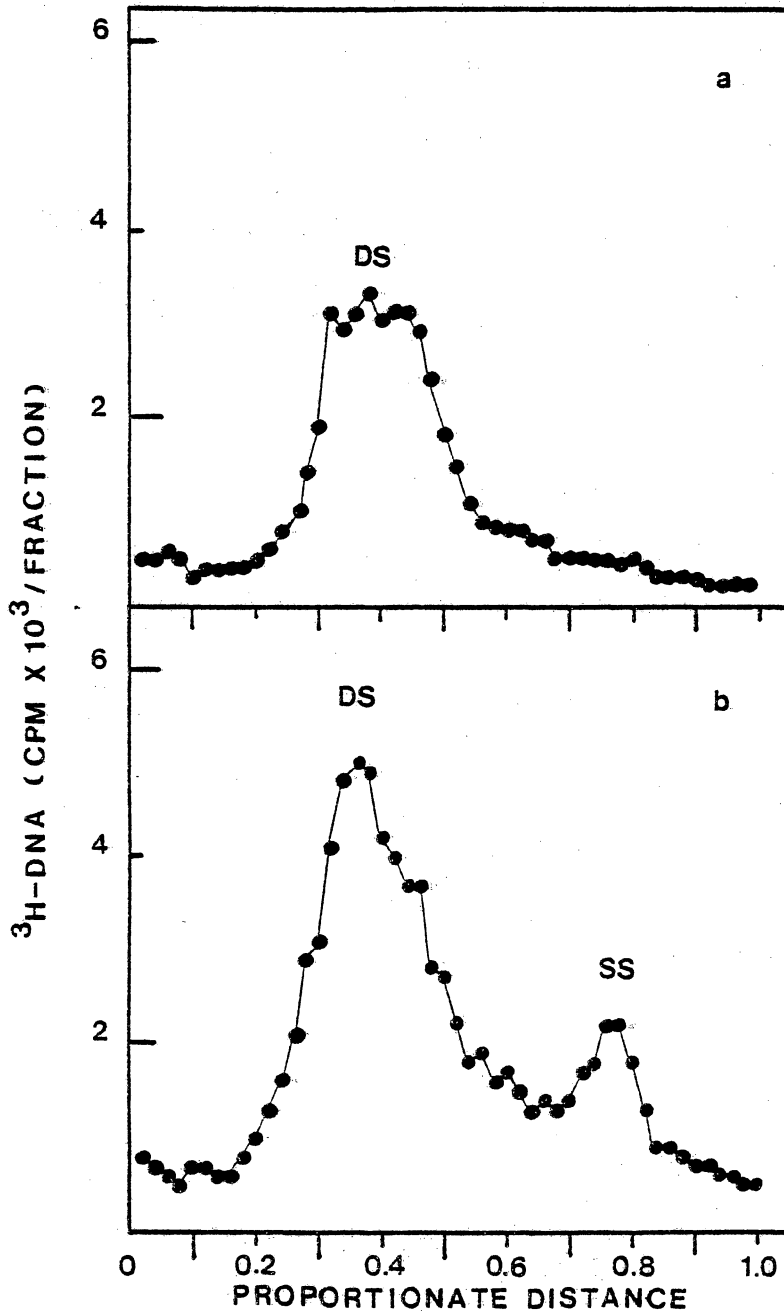 6
a
4
DS
2
³H-DNA (CPM X 10³/FRACTION)
6
DS
b
4
SS
2
0 0.2 0.4 0.6 0.8 1.0
PROPORTIONATE DISTANCE